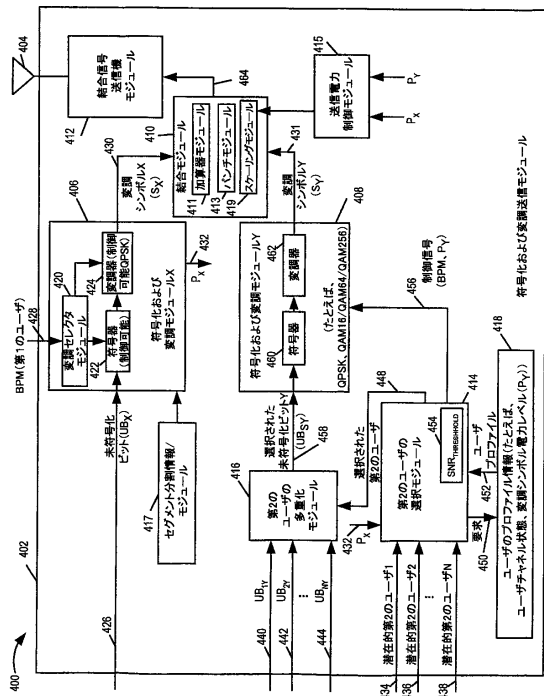 400
402
404
結合信号
送信機
モジュール
412
464
410
結合モジュール
411
加算器モジュール
413
パンチモジュール
419
スケーリングモジュール
415
送信電力
制御モジュール
PX
PY
430
変調
シンボルX
(SX)
431
変調
シンボルY
(SY)
BPM(第1のユーザ)
428
406
420
変調セレクタ
モジュール
424
変調器(制御
可能QPSK)
422
符号器
(制御可能)
符号化および
変調モジュールX
432
PX
426
未符号化
ビット(UBX)
417
セグメント分割情報/
モジュール
408
符号化および変調モジュールY
460
符号器
462
変調器
(たとえば、
QPSK、QAM16/QAM64/QAM256)
選択された
未符号化ビットY
(UBSY)
458
416
第2の
ユーザの
多重化
モジュール
440
UB1Y
442
UB2Y
⋮
444
UBNY
選択された
第2のユーザ
448
制御信号
(BPM、PY)
456
432
PX
414
第2のユーザの
選択モジュール
454
SNIRTHRESHHOLD
434
潜在的第2のユーザ1
436
潜在的第2のユーザ2
⋮
438
潜在的第2のユーザN
450
要求
452
ユーザ
プロファイル
418
ユーザのプロファイル情報(たとえば、
ユーザチャネル状態、変調シンボル電力レベル(PY))
符号化および変調送信モジュール